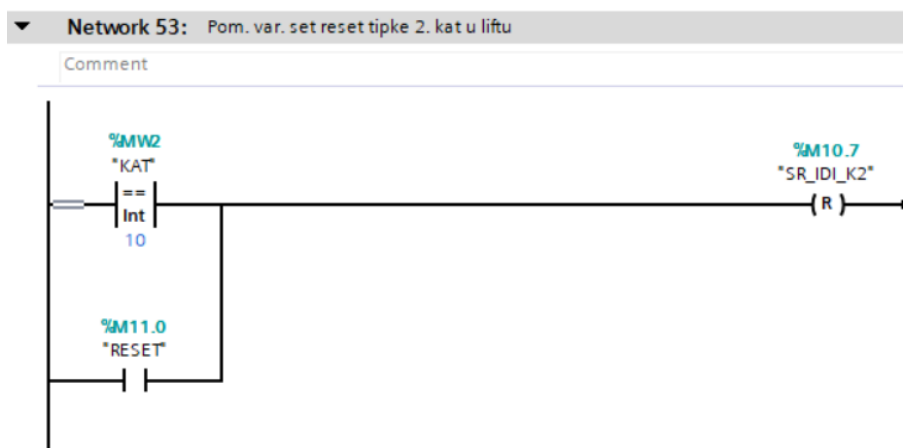 Network 53: Pom. var. set reset tipke 2. kat u liftu
Comment
%MW2
"KAT"
==
Int
10
%M10.7
"SR_IDI_K2"
R
%M11.0
"RESET"